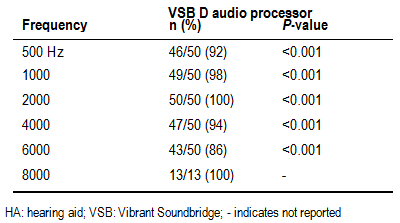 VSB D audio processor
Frequency n (%) P-value
500 Hz 46/50 (92) <0.001
1000 49/50 (98) <0.001
2000 50/50 (100) <0.001
4000 47/50 (94) <0.001
6000 43/50 (86) <0.001
8000 13/13 (100) -
HA: hearing aid; VSB: Vibrant Soundbridge; - indicates not reported